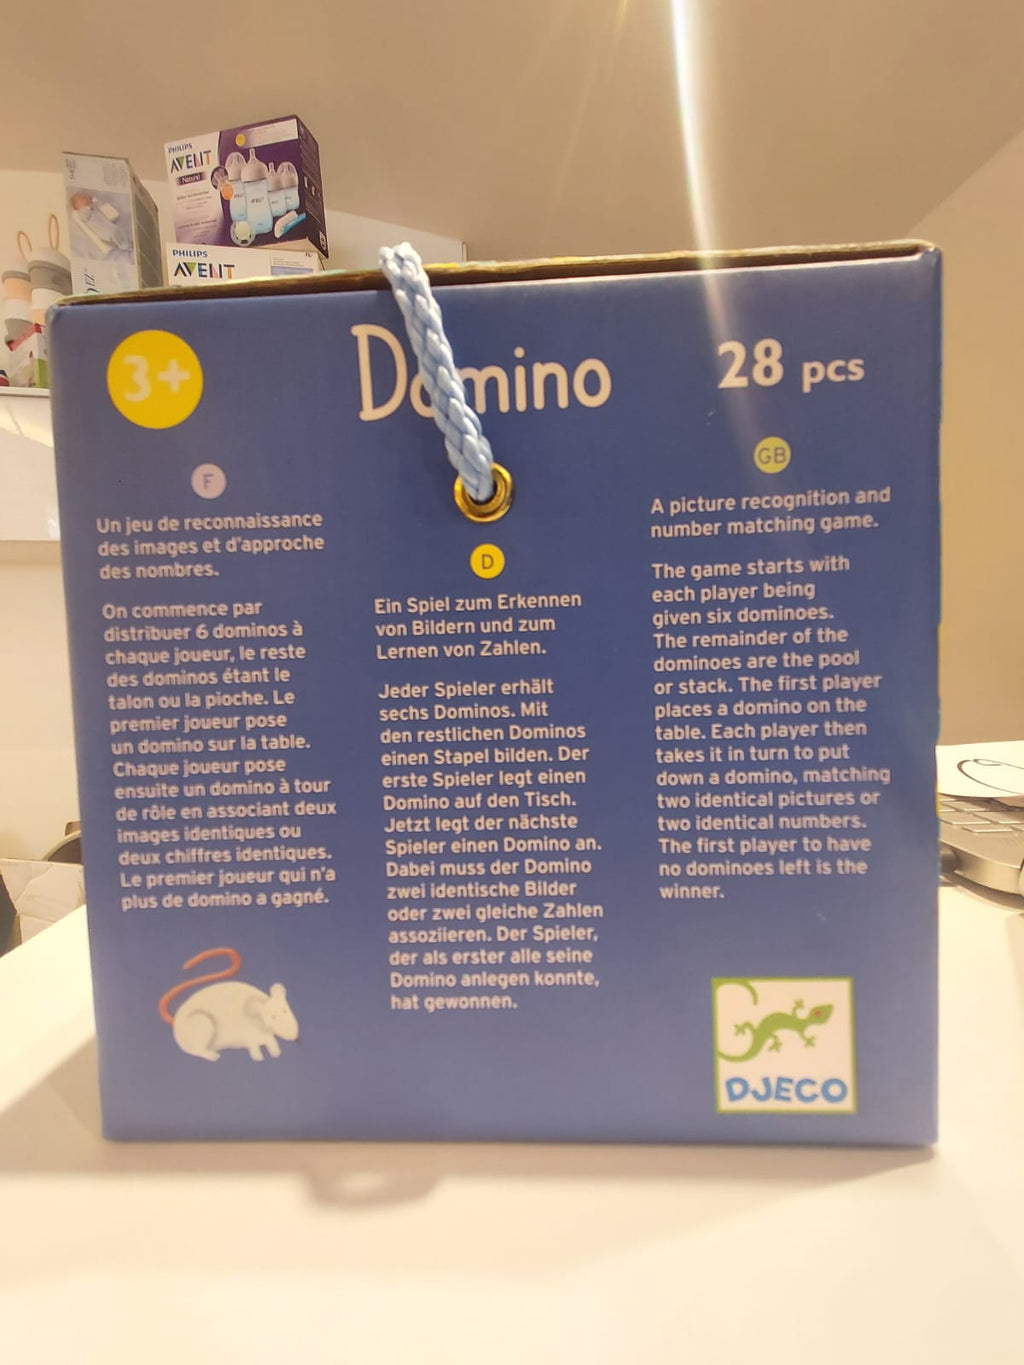 PHILIPS
AVENT
Natural
PHILIPS
AVENT
3+
Domino
28 pcs
F
Un jeu de reconnaissance
des images et d'approche
des nombres.
On commence par
distribuer 6 dominos à
chaque joueur, le reste
des dominos étant le
talon ou la pioche. Le
premier joueur pose
un domino sur la table.
Chaque joueur pose
ensuite un domino à tour
de rôle en associant deux
images identiques ou
deux chiffres identiques.
Le premier joueur qui n'a
plus de domino a gagné.
D
Ein Spiel zum Erkennen
von Bildern und zum
Lernen von Zahlen.
Jeder Spieler erhält
sechs Dominos. Mit
den restlichen Dominos
einen Stapel bilden. Der
erste Spieler legt einen
Domino auf den Tisch.
Jetzt legt der nächste
Spieler einen Domino an.
Dabei muss der Domino
zwei identische Bilder
oder zwei gleiche Zahlen
assoziieren. Der Spieler,
der als erster alle seine
Domino anlegen konnte,
hat gewonnen.
GB
A picture recognition and
number matching game.
The game starts with
each player being
given six dominoes.
The remainder of the
dominoes are the pool
or stack. The first player
places a domino on the
table. Each player then
takes it in turn to put
down a domino, matching
two identical pictures or
two identical numbers.
The first player to have
no dominoes left is the
winner.
DJECO